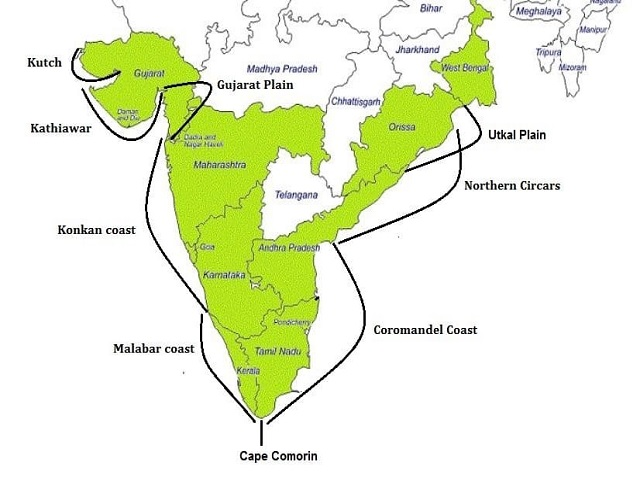 Bihar
Meghalaya
Nagaland
Manipur
Tripura
Mizoram
Jharkhand
West Bengal
Kutch
Gujarat
Madhya Pradesh
Gujarat Plain
Chhattisgarh
Kathiawar
Daman
and Diu
Orissa
Utkal Plain
Dadra and
Nagar Haveli
Maharashtra
Telangana
Northern Circars
Konkan coast
Goa
Andhra Pradesh
Karnataka
Pondicherry
Coromandel Coast
Malabar coast
Tamil Nadu
Kerala
Cape Comorin